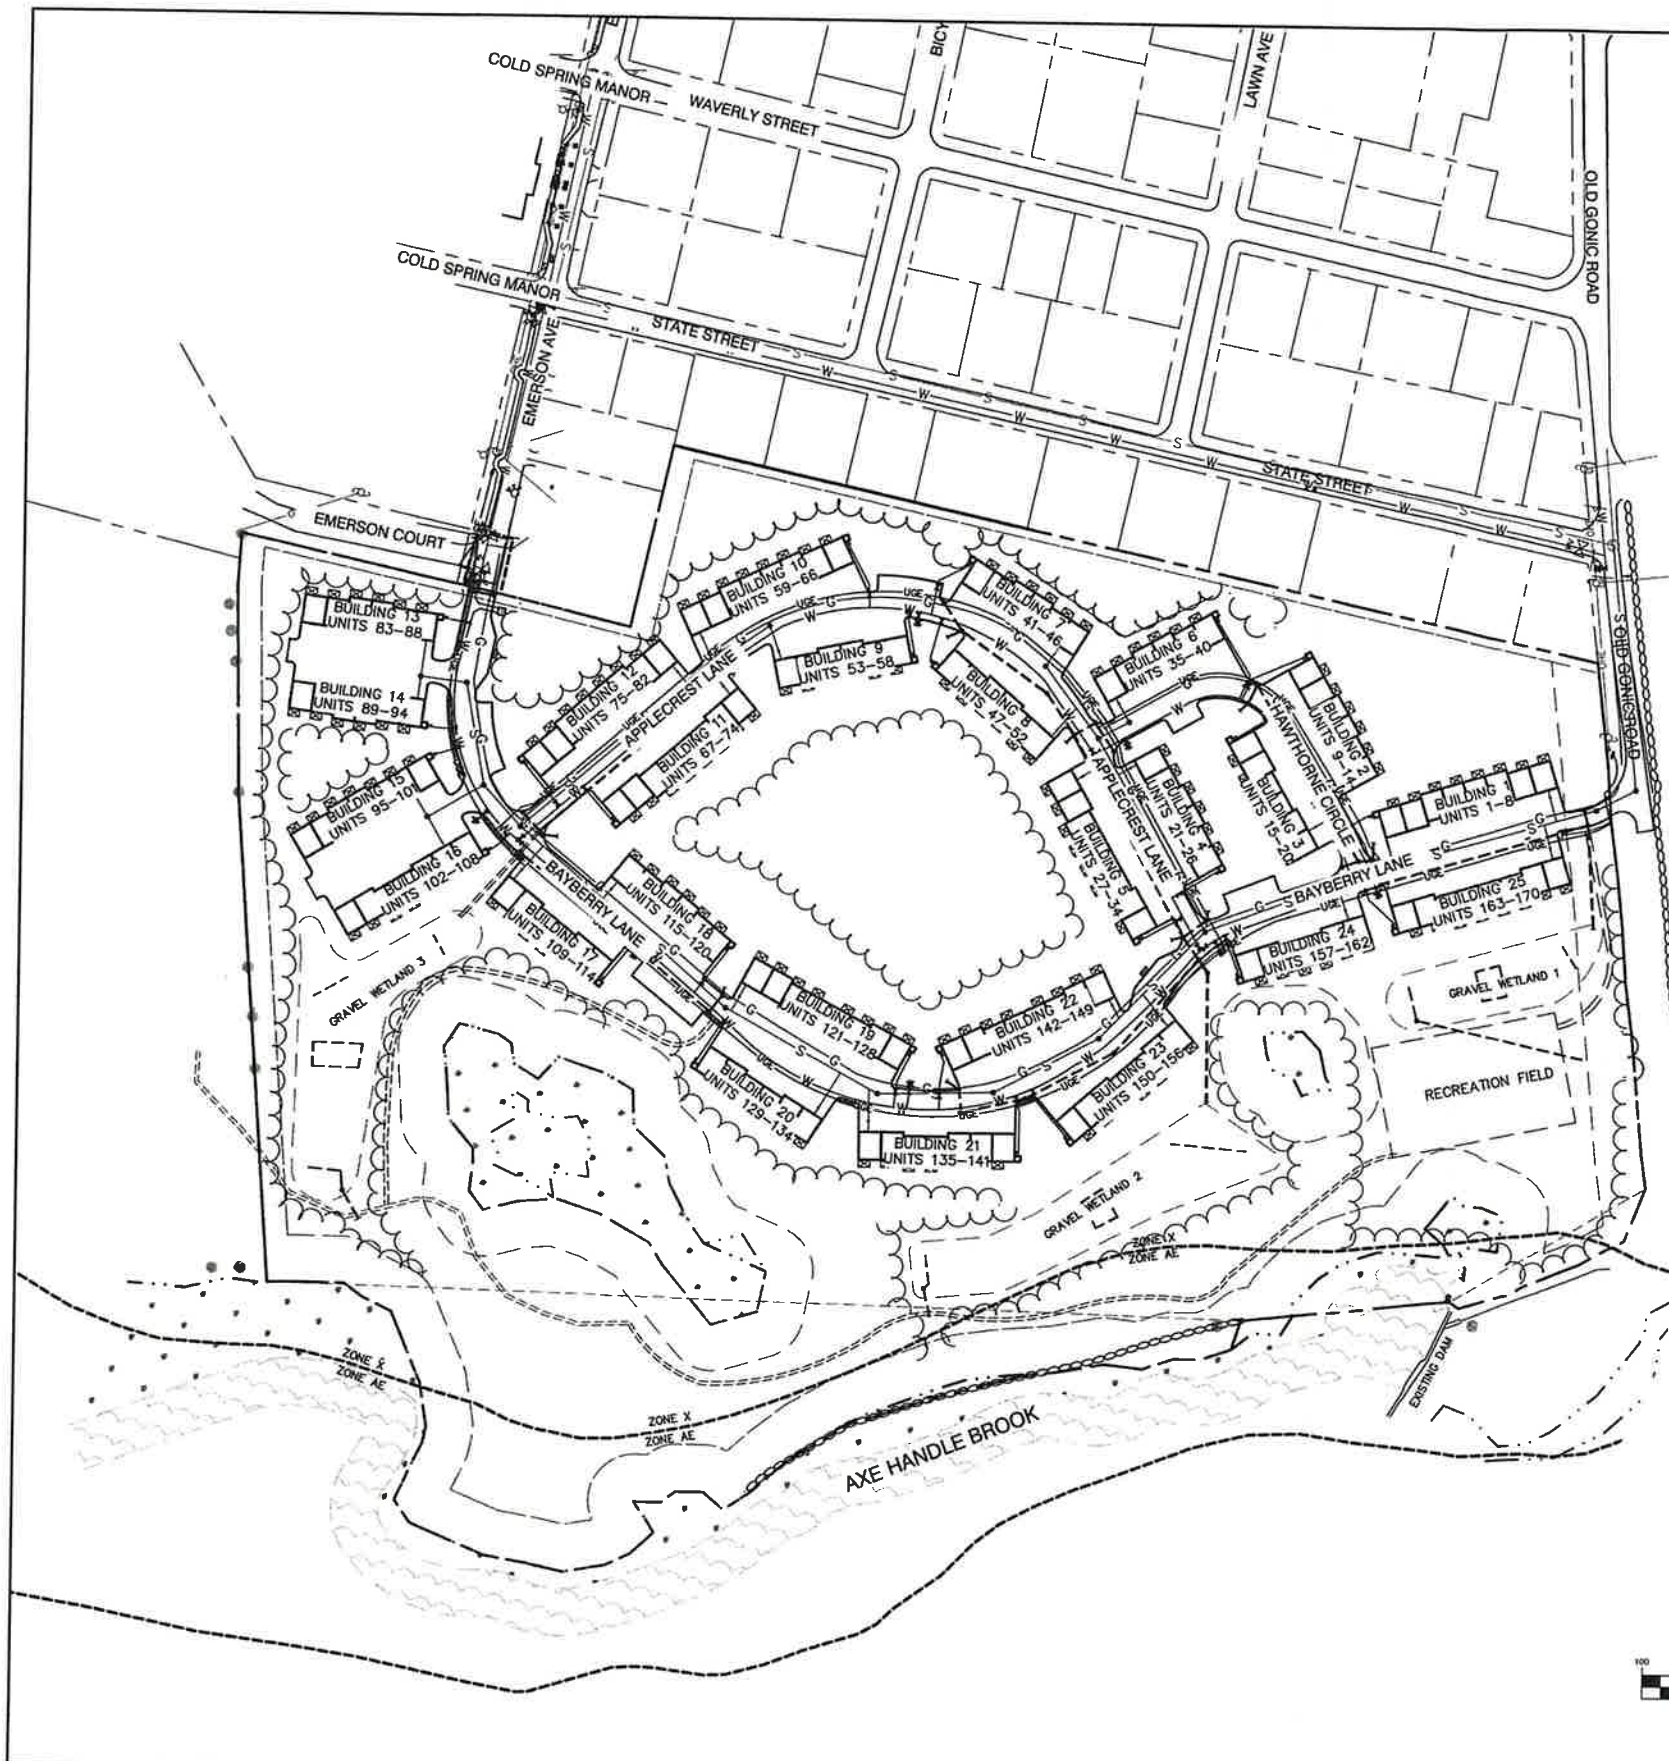 BICY
LAWN AVE
COLD SPRING MANOR
WAVERLY STREET
OLD GONIC ROAD
COLD SPRING MANOR
STATE STREET
EMERSON AVE
STATE STREET
EMERSON COURT
BUILDING 13
UNITS 83-88
BUILDING 14
UNITS 89-94
BUILDING 10
UNITS 59-66
BUILDING 9
UNITS 53-58
BUILDING 7
UNITS 41-46
BUILDING 6
UNITS 35-40
BUILDING 12
UNITS 75-82
APPLECREST LANE
BUILDING 11
UNITS 67-74
BUILDING 8
UNITS 47-52
BUILDING 2
UNITS 9-14
HAWTHORNE CIRCLE
BUILDING 15
UNITS 95-101
BUILDING 16
UNITS 102-108
APPLECREST LANE
BUILDING 4
UNITS 21-26
BUILDING 3
UNITS 15-20
BUILDING 5
UNITS 27-34
BUILDING 1
UNITS 1-8
BAYBERRY LANE
BUILDING 25
UNITS 163-170
BUILDING 24
UNITS 157-162
BAYBERRY LANE
BUILDING 18
UNITS 115-120
BUILDING 17
UNITS 109-114
GRAVEL WETLAND 3
GRAVEL WETLAND 1
BUILDING 19
UNITS 121-128
BUILDING 22
UNITS 142-149
BUILDING 23
UNITS 150-156
BUILDING 20
UNITS 129-134
BUILDING 21
UNITS 135-141
RECREATION FIELD
GRAVEL WETLAND 2
ZONE X
ZONE AE
ZONE X
ZONE AE
ZONE X
ZONE AE
EXISTING DAM
AXE HANDLE BROOK
100